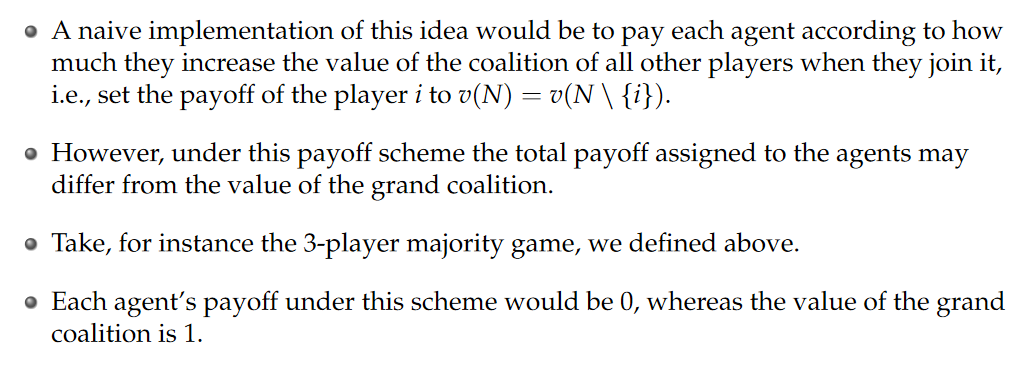 A naive implementation of this idea would be to pay each agent according to how
much they increase the value of the coalition of all other players when they join it,
i.e., set the payoff of the player i to v(N) = v(N \ {i}).
However, under this payoff scheme the total payoff assigned to the agents may
differ from the value of the grand coalition.
Take, for instance the 3-player majority game, we defined above.
Each agent's payoff under this scheme would be 0, whereas the value of the grand
coalition is 1.